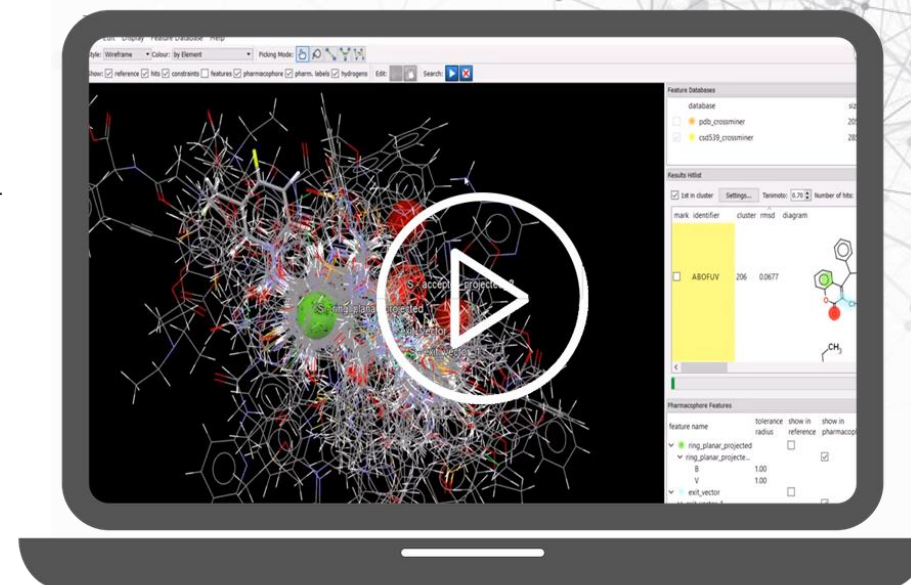 Edit Display Feature Database Help
Style: Wireframe Colour: by Element Picking Mode:
Show: reference hits constraints features pharmacophore pharm. labels hydrogens Edit: Search:
Feature Databases
database
pdb_crossminer
csd539_crossminer
Results Hitlist
1st in cluster Settings... Tanimoto: 0.70 Number of hits:
mark identifier cluster rmsd diagram
ABOFUV 206 0.0677
CH3
Pharmacophore Features
feature name tolerance radius show in reference show in
ring_planar_projected
ring_planar_projecte...
B 1.00
V 1.00
exit_vector